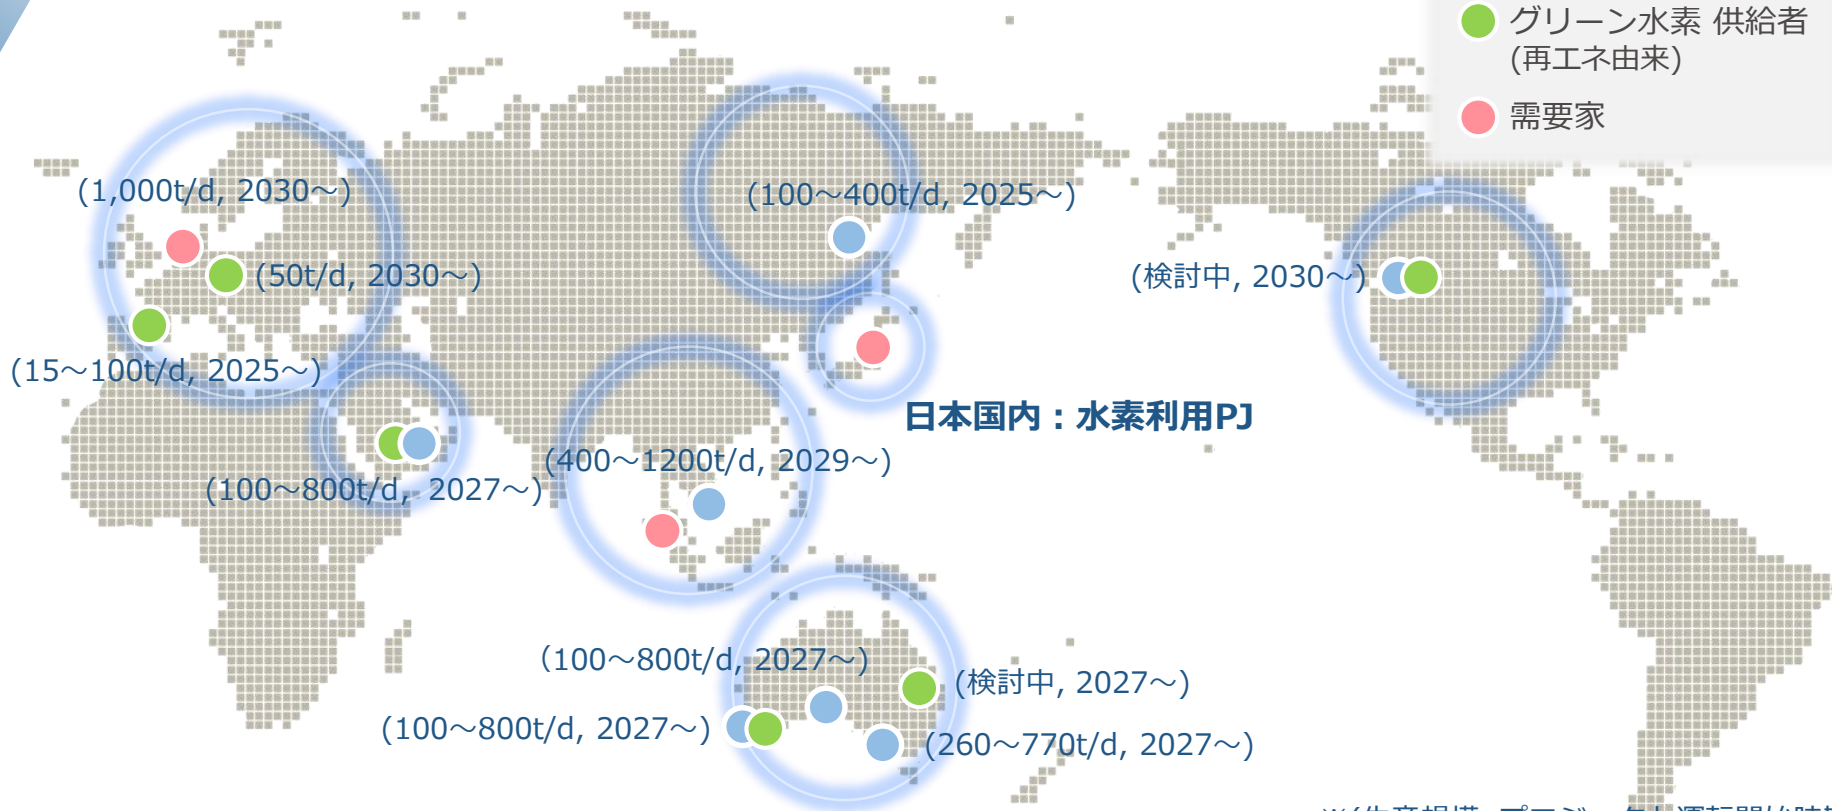 グリーン水素 供給者
(再エネ由来)
需要家
(1,000t/d, 2030～)
(100～400t/d, 2025～)
(50t/d, 2030～)
(検討中, 2030～)
(15～100t/d, 2025～)
日本国内：水素利用PJ
(400～1200t/d, 2029～)
(100～800t/d, 2027～)
(100～800t/d, 2027～)
(検討中, 2027～)
(100～800t/d, 2027～)
(260～770t/d, 2027～)